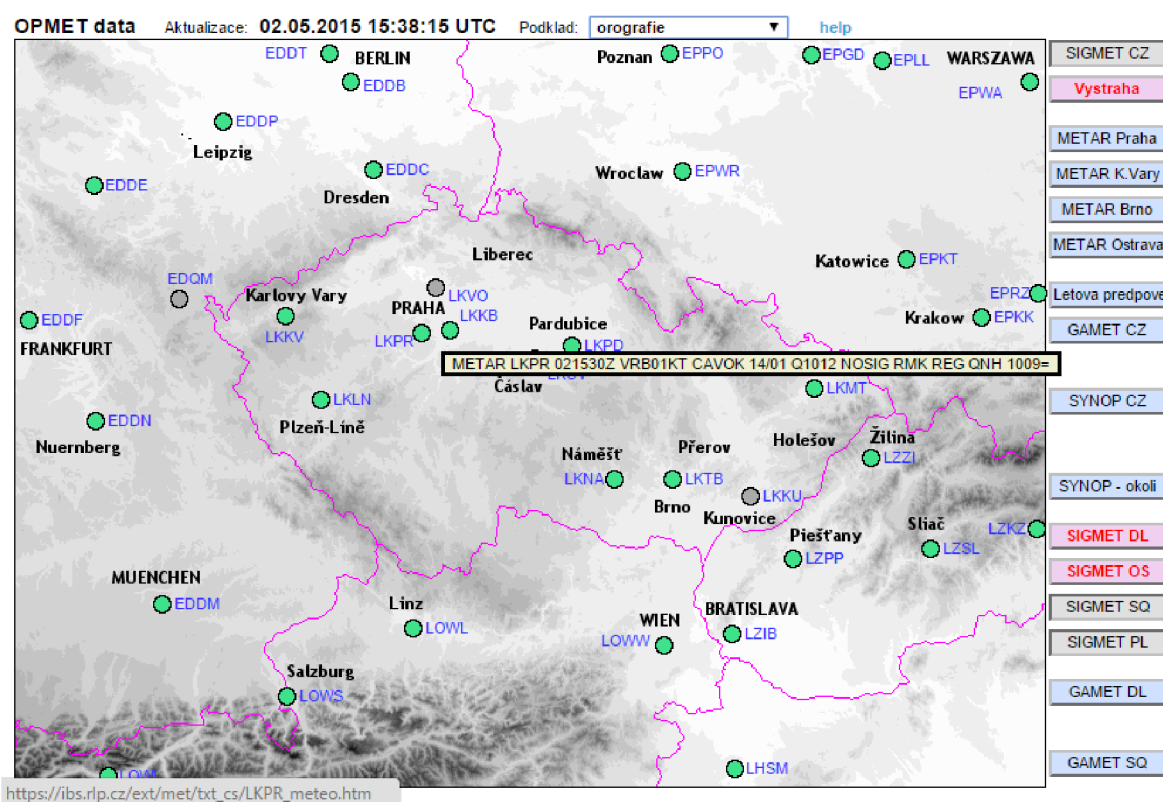 OPMET data Aktualizace: 02.05.2015 15:38:15 UTC Podklad: orografie help
EDDT BERLIN Poznan EPPO EPGD EPLL WARSZAWA SIGMET CZ
EDDB EPWA Vystraha
EDDP
Leipzig METAR Praha
EDDE EDDC Wroclaw EPWR METAR K.Vary
Dresden METAR Brno
Liberec METAR Ostrava
Katowice EPKT
EDQM
Karlovy Vary LKVO EPRZ Letova predpove
PRAHA LKKB
EDDF Pardubice Krakow EPKK
FRANKFURT LKKV LKPR LKPD GAMET CZ
METAR LKPR 021530Z VRB01KT CAVOK 14/01 Q1012 NOSIG RMK REG QNH 1009=
Čáslav LKMT
LKLN SYNOP CZ
EDDN Plzeň-Líně
Nuernberg Přerov Holešov Žilina
Náměšť LZZI
LKNA LKTB SYNOP - okoli
Brno LKKU
Kunovice
Piešťany Sliač LZKZ SIGMET DL
LZPP LZSL
MUENCHEN SIGMET OS
EDDM Linz BRATISLAVA SIGMET SQ
WIEN
LOWL LOWW LZIB SIGMET PL
Salzburg
LOWS GAMET DL
LOWI LHSM GAMET SQ
https://ibs.rlp.cz/ext/met/txt_cs/LKPR_meteo.htm